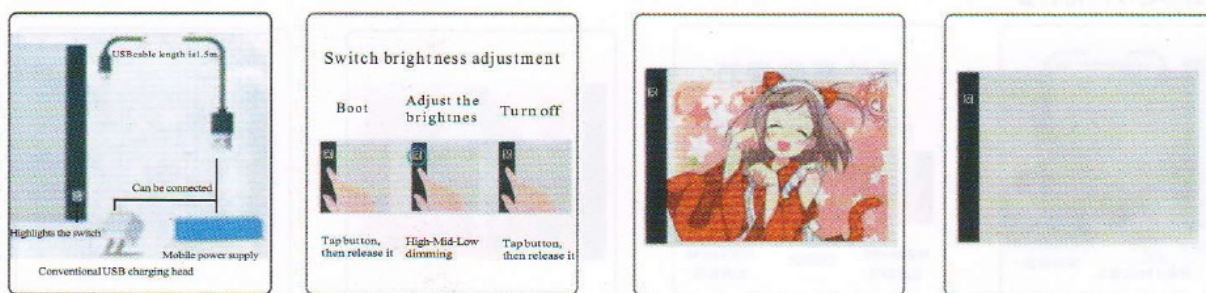 USBcable length is1.5m
Can be connected
Highlights the switch
Mobile power supply
Conventional USB charging head
Switch brightness adjustment
Boot
Adjust the
brightnes
Turn off
Tap button,
then release it
High-Mid-Low
dimming
Tap button,
then release it